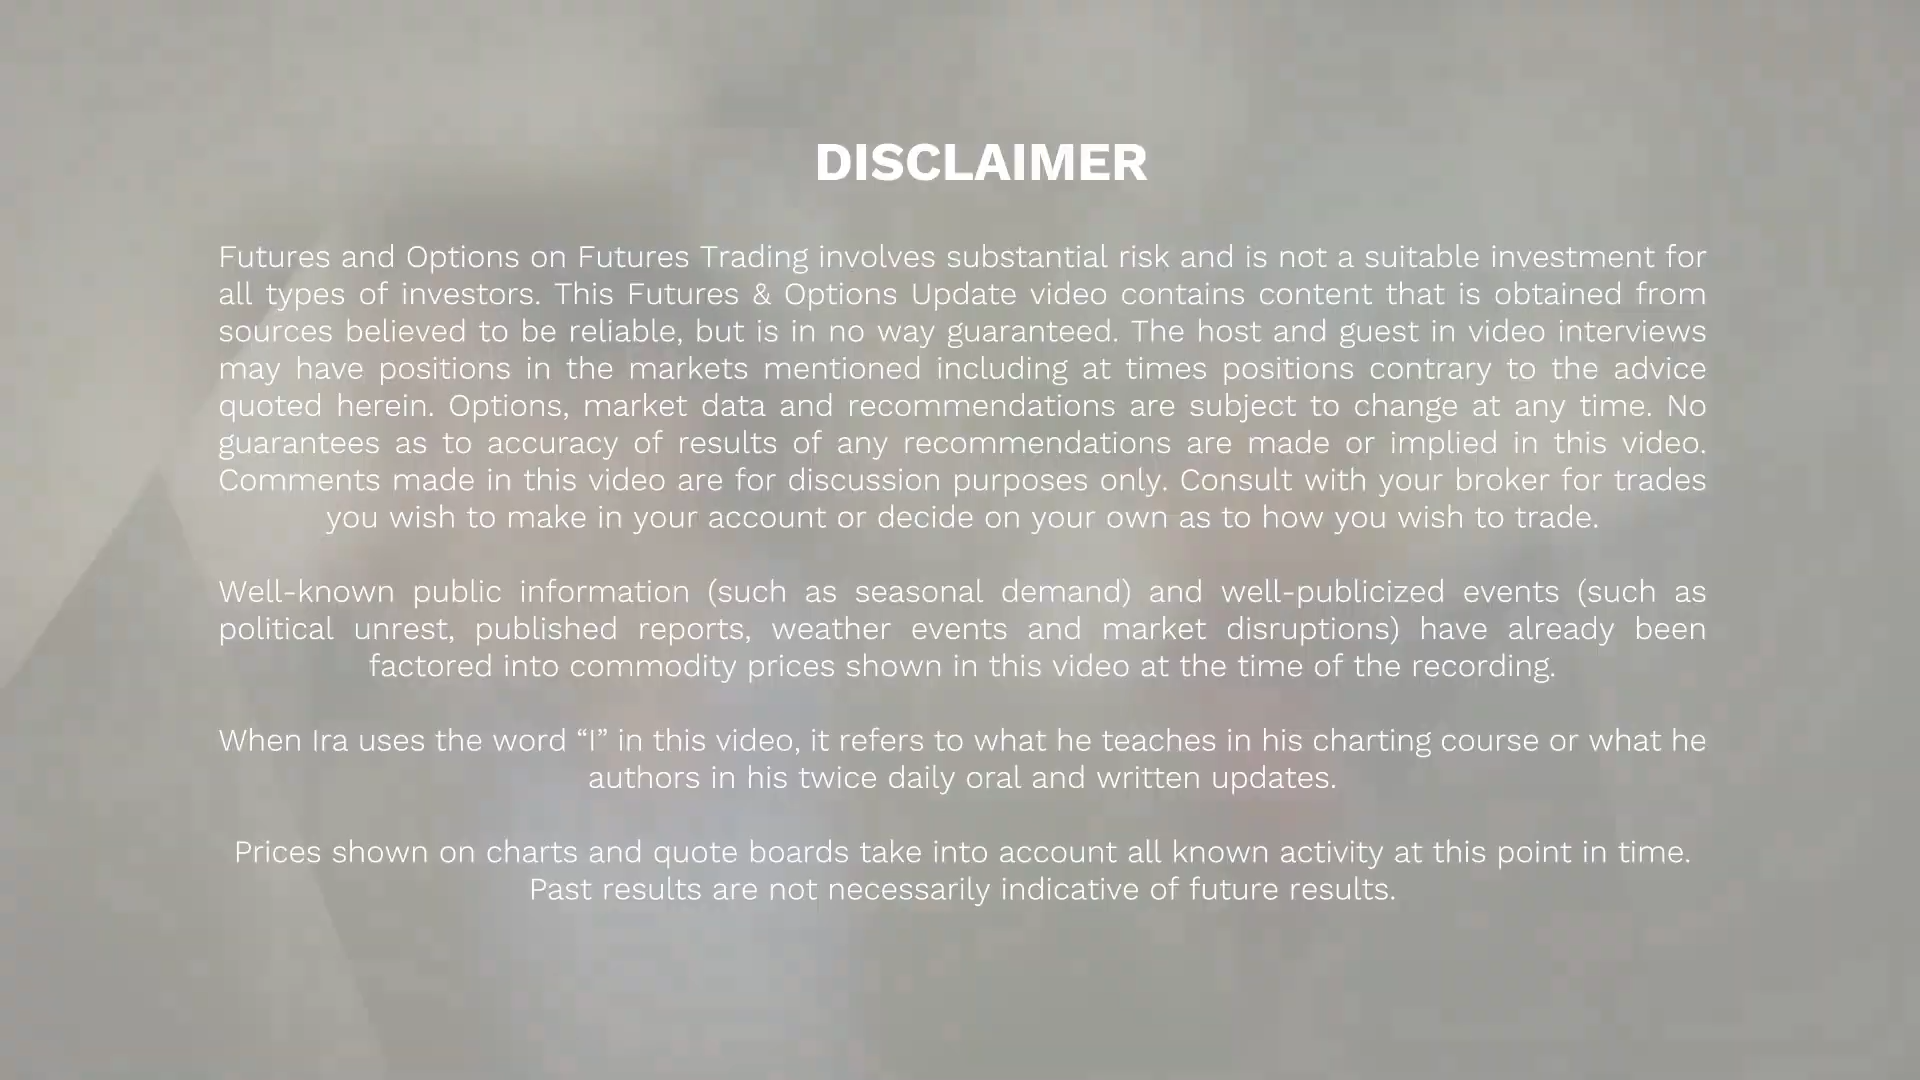 DISCLAIMER
Futures and Options on Futures Trading involves substantial risk and is not a suitable investment for
all types of investors. This Futures & Options Update video contains content that is obtained from
sources believed to be reliable, but is in no way guaranteed. The host and guest in video interviews
may have positions in the markets mentioned including at times positions contrary to the advice
quoted herein. Options, market data and recommendations are subject to change at any time. No
guarantees as to accuracy of results of any recommendations are made or implied in this video.
Comments made in this video are for discussion purposes only. Consult with your broker for trades
you wish to make in your account or decide on your own as to how you wish to trade.
Well-known public information (such as seasonal demand) and well-publicized events (such as
political unrest, published reports, weather events and market disruptions) have already been
factored into commodity prices shown in this video at the time of the recording.
When Ira uses the word “I” in this video, it refers to what he teaches in his charting course or what he
authors in his twice daily oral and written updates.
Prices shown on charts and quote boards take into account all known activity at this point in time.
Past results are not necessarily indicative of future results.